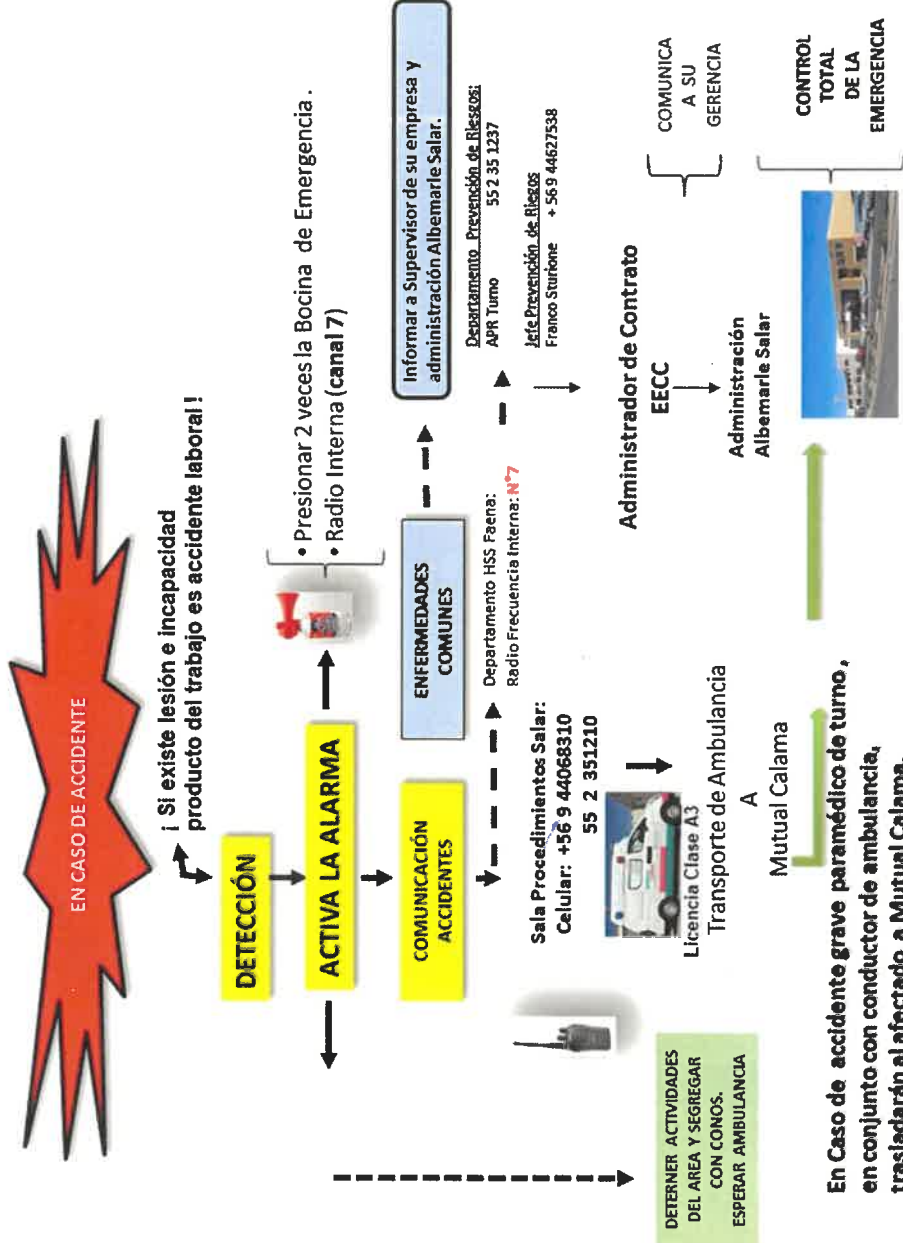 EN CASO DE ACCIDENTE
¡ Si existe lesión e incapacidad
producto del trabajo es accidente laboral !
DETECCIÓN
ACTIVA LA ALARMA
• Presionar 2 veces la Bocina de Emergencia.
• Radio Interna (canal 7)
COMUNICACIÓN
ACCIDENTES
ENFERMEDADES
COMUNES
Informar a Supervisor de su empresa y
administración Albemarle Salar.
Departamento Prevención de Riesgos:
APR Turno 55 2 35 1237
Jefe Prevención de Riegos
Franco Sturione + 56 9 44627538
Departamento HSS Faena:
Radio Frecuencia Interna: N°7
Sala Procedimientos Salar:
Celular: +56 9 44068310
55 2 351210
Licencia Clase A3
Transporte de Ambulancia
A
Mutual Calama
DETERNER ACTIVIDADES
DEL AREA Y SEGREGAR
CON CONOS.
ESPERAR AMBULANCIA
Administrador de Contrato
EECC
Administración
Albemarle Salar
COMUNICA
A SU
GERENCIA
CONTROL
TOTAL
DE LA
EMERGENCIA
En Caso de accidente grave paramédico de turno,
en conjunto con conductor de ambulancia,
trasladarán al afectado a Mutual Calama.